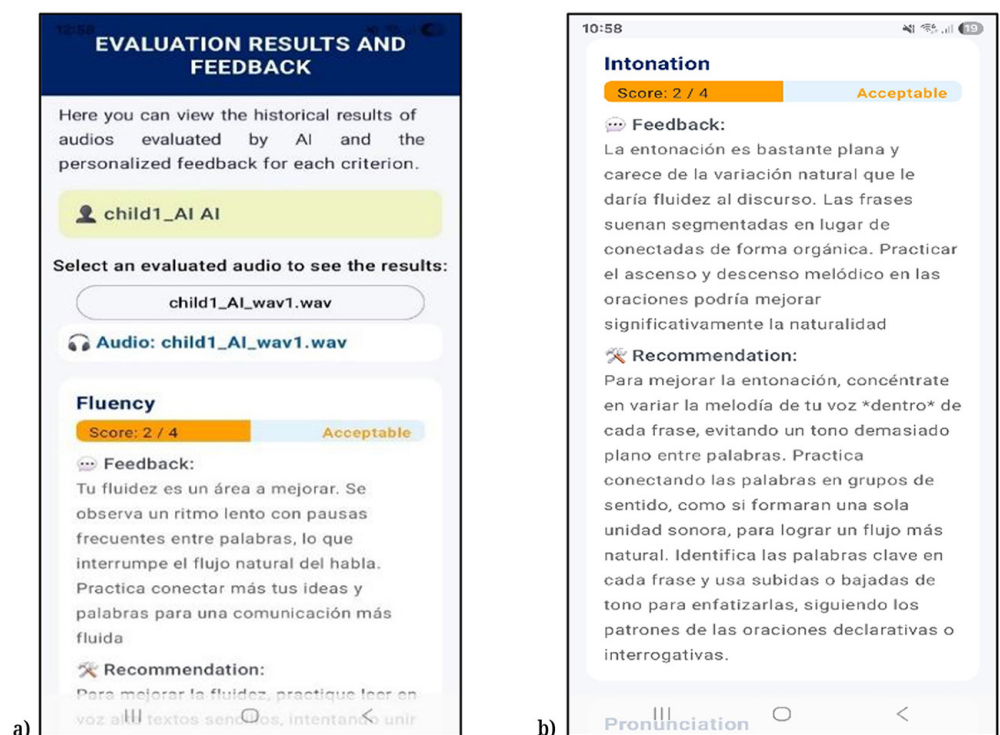 12:58
EVALUATION RESULTS AND
FEEDBACK
Here you can view the historical results of
audios evaluated by AI and the
personalized feedback for each criterion.
child1_AI AI
Select an evaluated audio to see the results:
child1_AI_wav1.wav
Audio: child1_AI_wav1.wav
Fluency
Score: 2 / 4 Acceptable
Feedback:
Tu fluidez es un área a mejorar. Se
observa un ritmo lento con pausas
frecuentes entre palabras, lo que
interrumpe el flujo natural del habla.
Practica conectar más tus ideas y
palabras para una comunicación más
fluida
Recommendation:
Para mejorar la fluidez, practique leer en
voz alta textos sencillos, intentando unir
a)
10:58
19
Intonation
Score: 2 / 4 Acceptable
Feedback:
La entonación es bastante plana y
carece de la variación natural que le
daría fluidez al discurso. Las frases
suenan segmentadas en lugar de
conectadas de forma orgánica. Practicar
el ascenso y descenso melódico en las
oraciones podría mejorar
significativamente la naturalidad
Recommendation:
Para mejorar la entonación, concéntrate
en variar la melodía de tu voz *dentro* de
cada frase, evitando un tono demasiado
plano entre palabras. Practica
conectando las palabras en grupos de
sentido, como si formaran una sola
unidad sonora, para lograr un flujo más
natural. Identifica las palabras clave en
cada frase y usa subidas o bajadas de
tono para enfatizarlas, siguiendo los
patrones de las oraciones declarativas o
interrogativas.
Pronunciation
b)